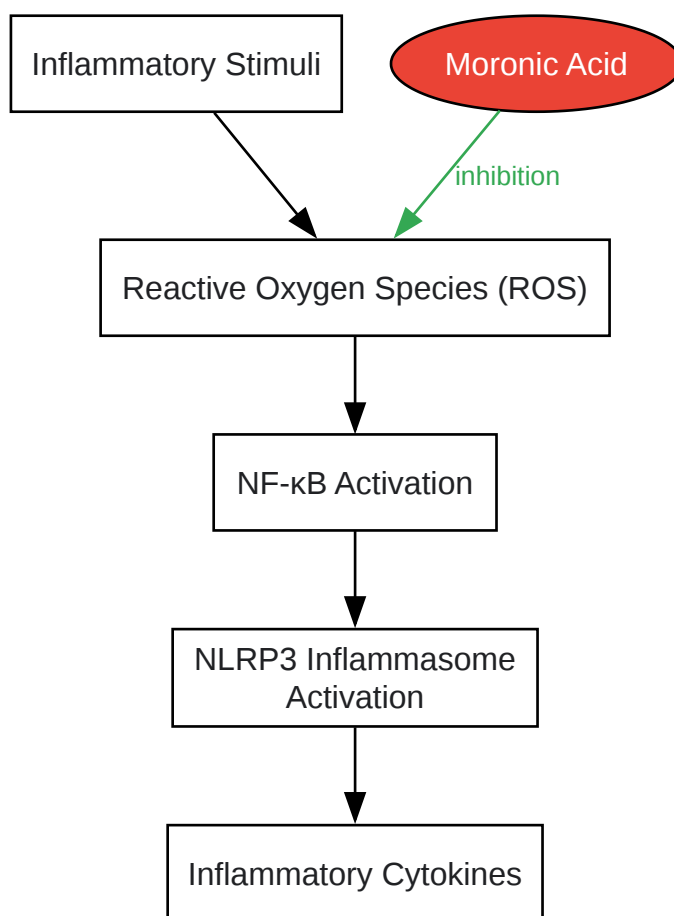 Inflammatory Stimuli
Moronic Acid
inhibition
Reactive Oxygen Species (ROS)
NF-κB Activation
NLRP3 Inflammasome
Activation
Inflammatory Cytokines